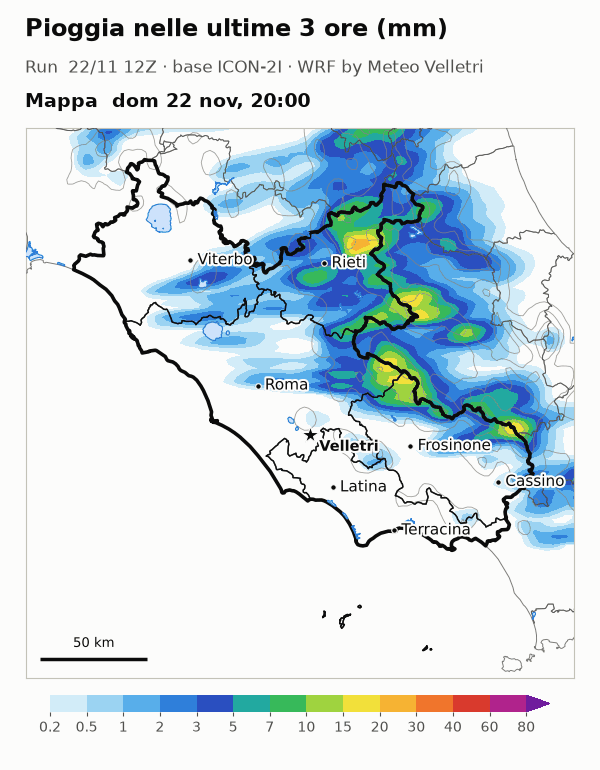 Pioggia nelle ultime 3 ore (mm)
Run  22/11 12Z · base ICON-2I · WRF by Meteo Velletri
Mappa  dom 22 nov, 20:00
Viterbo
Rieti
Roma
Velletri
Frosinone
Latina
Cassino
Terracina
50 km
0.2 0.5 1 2 3 5 7 10 15 20 30 40 60 80